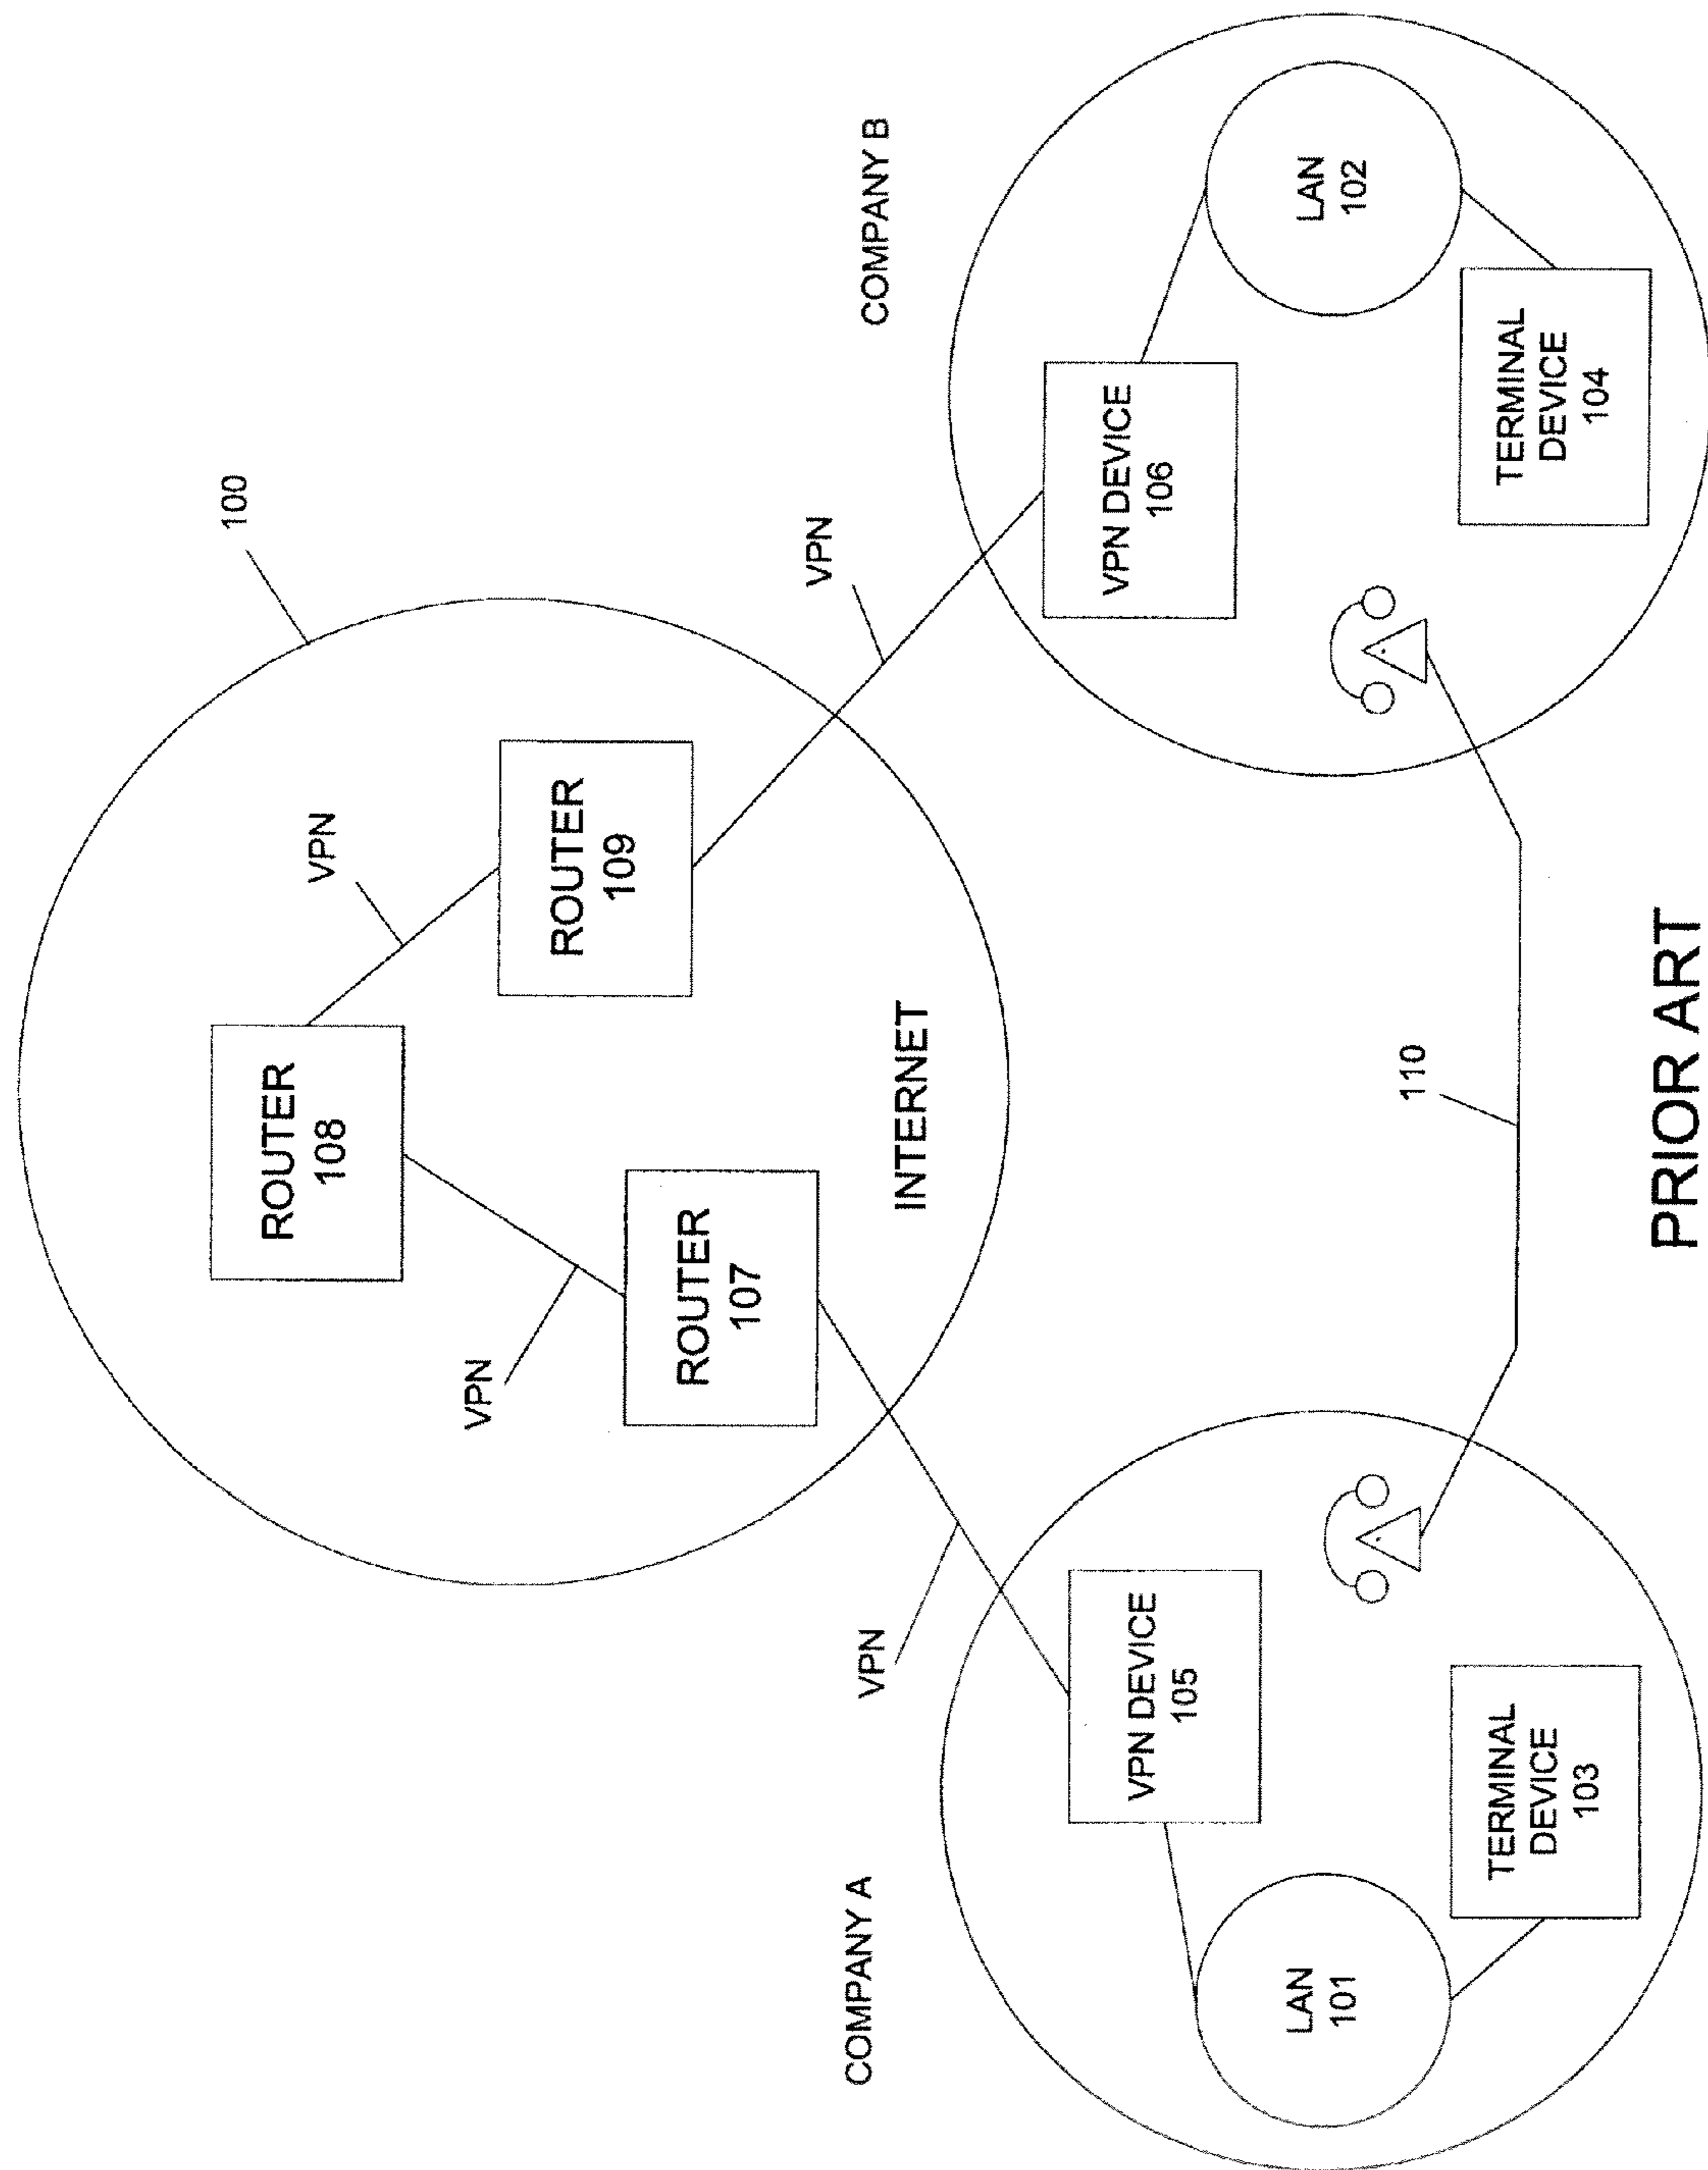 100
ROUTER
108
VPN
VPN
ROUTER
109
ROUTER
107
INTERNET
VPN
VPN
COMPANY A
COMPANY B
VPN DEVICE
105
VPN DEVICE
106
LAN
101
LAN
102
TERMINAL
DEVICE
103
TERMINAL
DEVICE
104
110
PRIOR ART